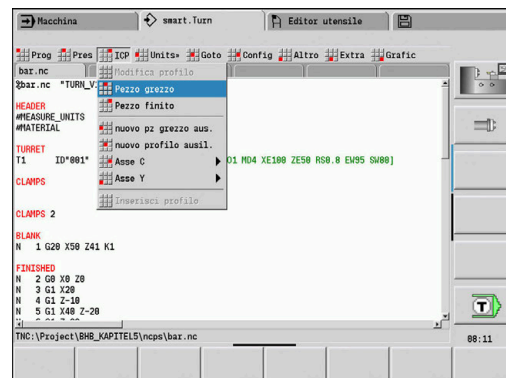 Macchina smart.Turn Editor utensile
Prog Pres ICP Units» Goto Config Altro Extra Grafic
bar.nc
Modifica profilo
Pezzo grezzo
Pezzo finito
nuovo pz grezzo aus.
nuovo profilo ausil.
Asse C
Asse Y
Inserisci profilo
%bar.nc "TURN_V
HEADER
#MEASURE_UNITS
#MATERIAL
TURRET
T1 ID"001" MD4 XE100 ZE50 RS0.8 EW95 SW80]
CLAMPS
CLAMPS 2
BLANK
N 1 G20 X50 Z41 K1
FINISHED
N 2 G0 X0 Z0
N 3 G1 X20
N 4 G1 Z-10
N 5 G1 X40 Z-20
TNC:\Project\BHB_KAPITEL5\ncps\bar.nc
T
08:11